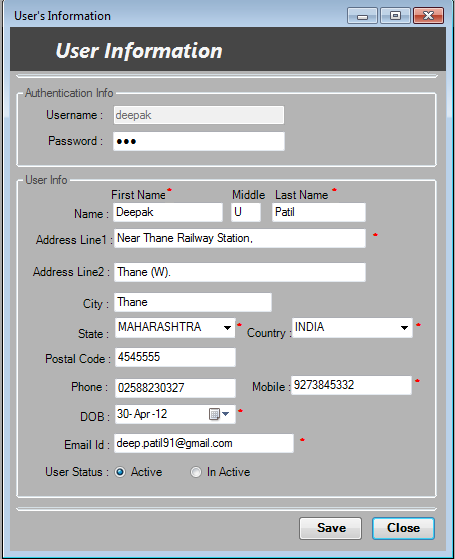 User's Information
User Information
Authentication Info
Username : deepak
Password : ●●●
User Info
First Name* Middle Last Name*
Name : Deepak U Patil
Address Line1 : Near Thane Railway Station, *
Address Line2 : Thane (W).
City : Thane
State : MAHARASHTRA * Country : INDIA *
Postal Code : 4545555
Phone : 02588230327 Mobile : 9273845332 *
DOB : 30-Apr-12 *
Email Id : deep.patil91@gmail.com *
User Status : Active In Active
Save Close